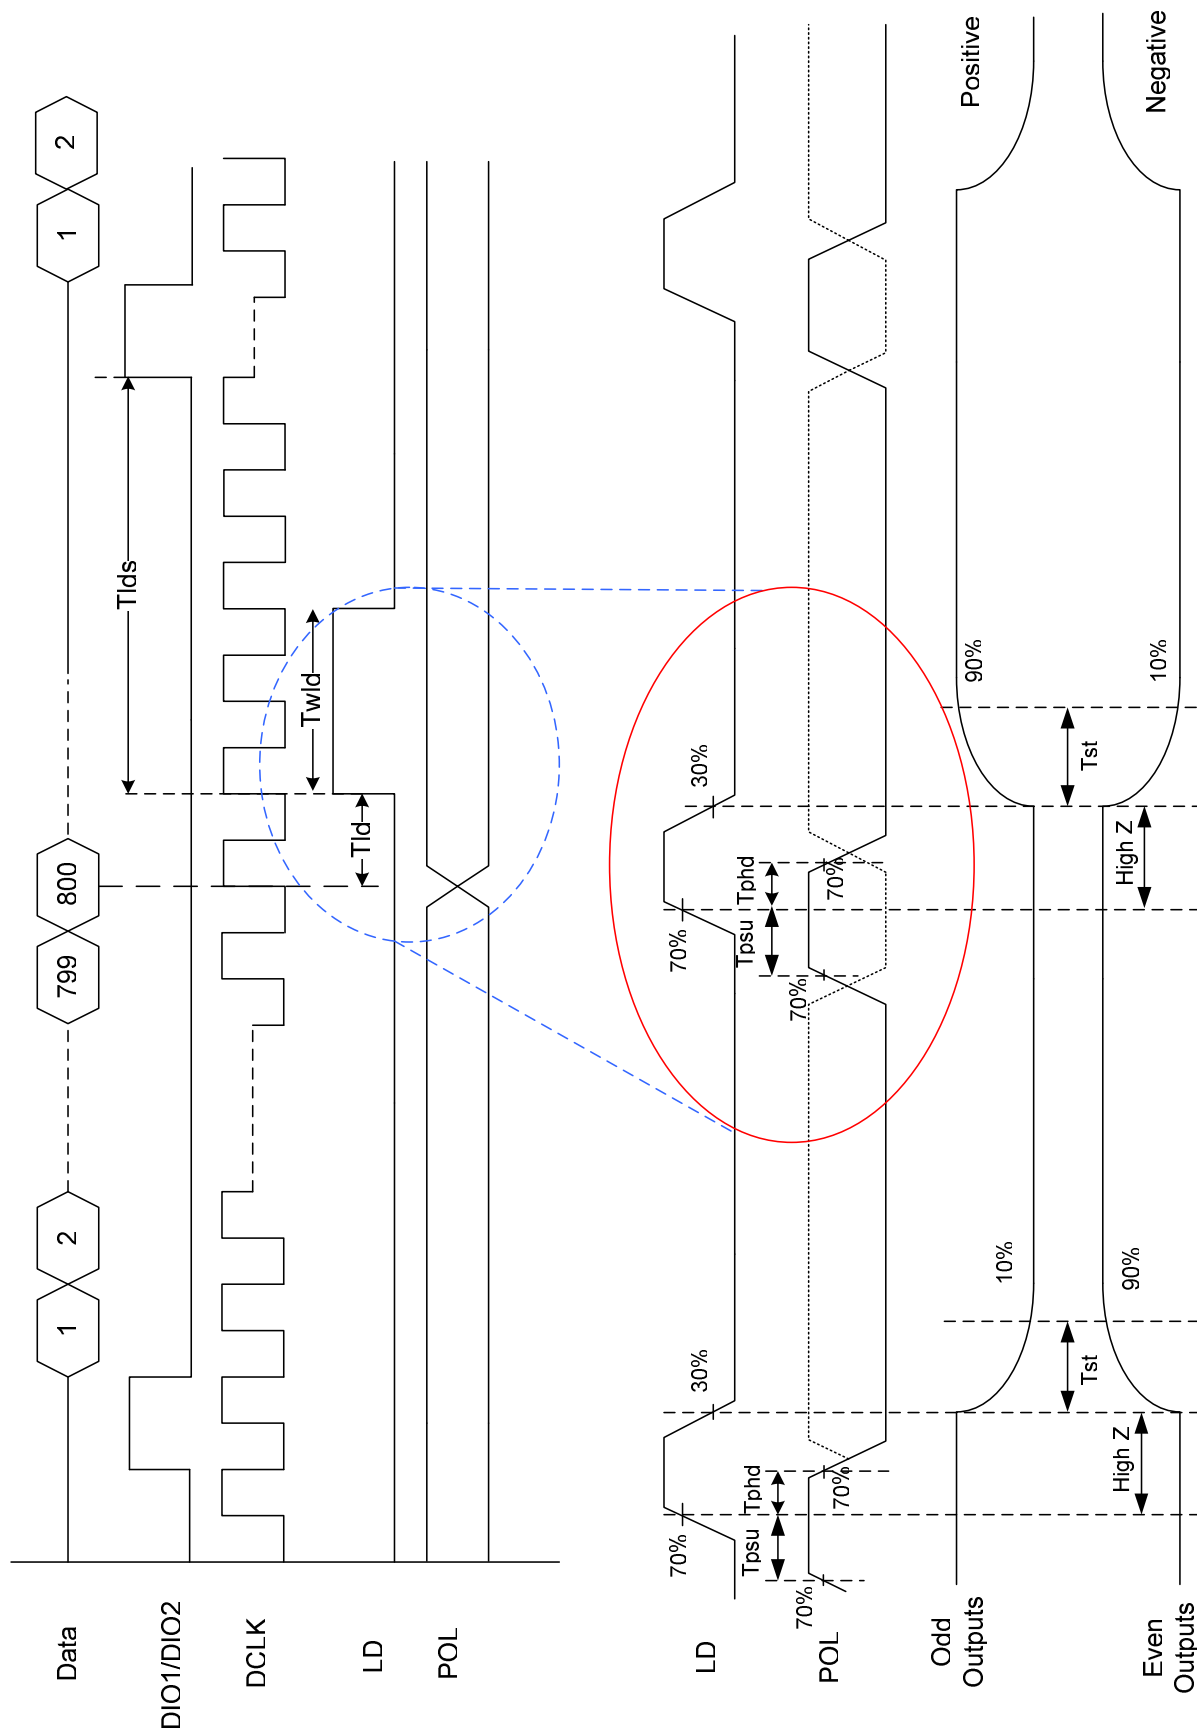 Data
1
2
799
800
1
2
DIO1/DIO2
Tlds
DCLK
LD
Tld
Twld
POL
LD
70%
30%
70%
30%
Tpsu
Tphd
Tpsu
Tphd
POL
70%
70%
70%
70%
Odd
Outputs
10%
90%
Positive
Tst
Tst
Even
Outputs
High Z
90%
High Z
10%
Negative